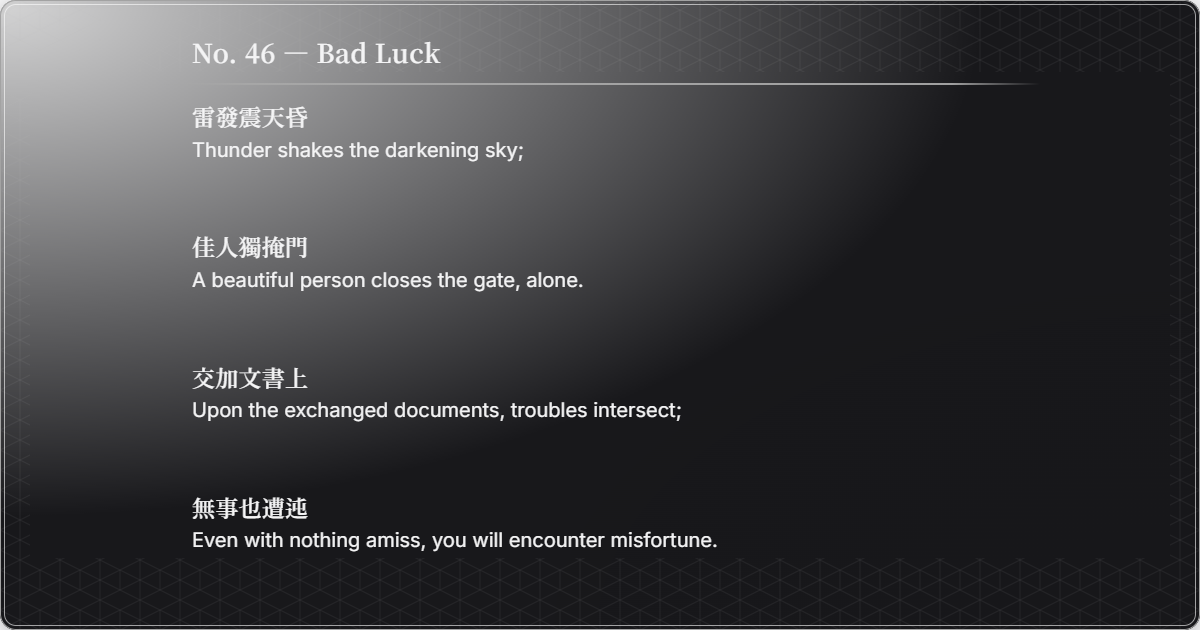 No. 46 — Bad Luck
雷發震天昏
Thunder shakes the darkening sky;
佳人獨掩門
A beautiful person closes the gate, alone.
交加文書上
Upon the exchanged documents, troubles intersect;
無事也遭迍
Even with nothing amiss, you will encounter misfortune.